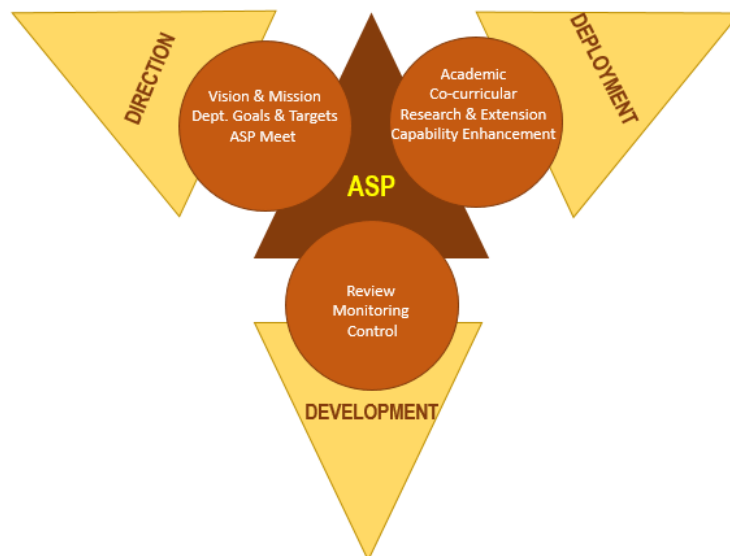 DIRECTION
Vision & Mission
Dept. Goals & Targets
ASP Meet
Academic
Co-curricular
Research & Extension
Capability Enhancement
DEPLOYMENT
ASP
Review
Monitoring
Control
DEVELOPMENT